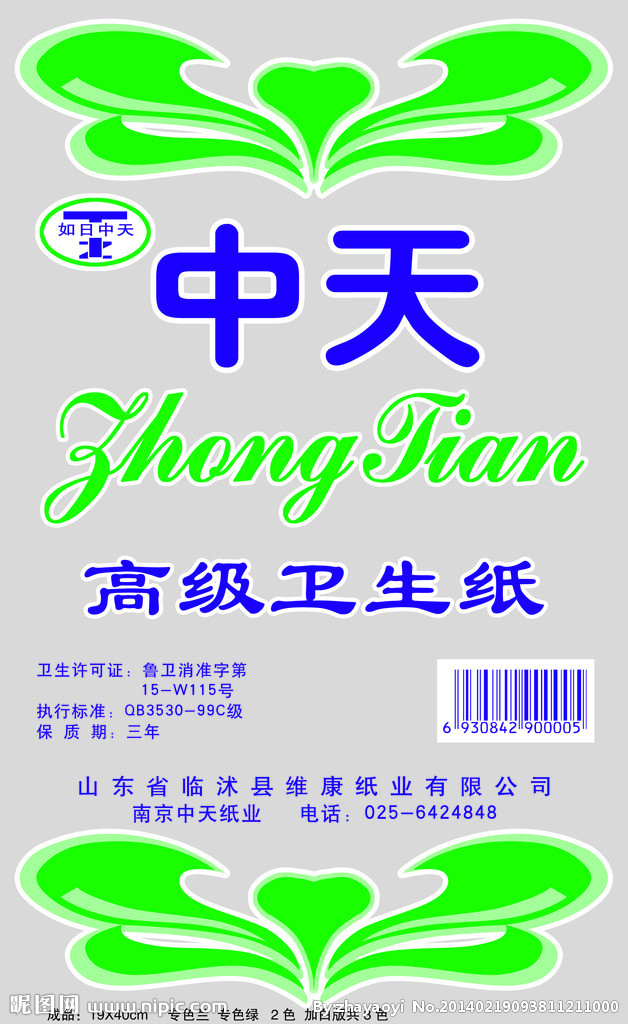 如日中天
中天
Zhong Tian
高级卫生纸
卫生许可证：鲁卫消准字第
15-W115号
执行标准：QB3530-99C级
保 质 期：三年
6 930842 900005
山东省临沭县维康纸业有限公司
南京中天纸业 电话：025-6424848
昵图网 www.nipic.com Byzhayaoyi No.20140219093811211000
成品：19X40cm 专色兰 专色绿 2色 加白版共3色